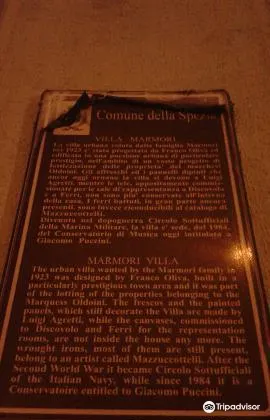 Comune della Spezia
VILLA MARMORI
La villa urbana voluta dalla famiglia Marmori
nel 1923 e' stata progettata da Franco Oliva ed
edificata in una porzione urbana di particolare
prestigio, nell'ambito di un vasto progetto di
lottizzazione delle proprieta' dei marchesi
Oldoini. Gli affreschi ed i pannelli dipinti che
ancor oggi ornano la villa si devono a Luigi
Agretti, mentre le tele, appositamente commis-
sionate per le sale di rappresentanza a Discovolo
e a Ferri, non sono piu' presenti all'interno
della casa. I ferri battuti, in gran parte ancora
presenti, sono invece riconducibili al catalogo di
Mazzuccotelli.
Divenuta nel dopoguerra Circolo Sottufficiali
della Marina Militare, la villa e' sede, dal 1984,
del Conservatorio di Musica oggi intitolato a
Giacomo Puccini.
MARMORI VILLA
The urban villa wanted by the Marmori family in
1923 was designed by Franco Oliva, built in a
particularly prestigious town area and it was part
of the lotting of the properties belonging to the
Marquess Oldoini. The frescos and the painted
panels, which still decorate the Villa are made by
Luigi Agretti, while the canvases, commissioned
to Discovolo and Ferri for the representation
rooms, are not inside the house any more. The
wrought irons, most of them are still present,
belong to an artist called Mazzuccottelli. After the
Second World War it became Circolo Sottufficiali
of the Italian Navy, while since 1984 it is a
Conservatoire entitled to Giacomo Puccini.
Tripadvisor